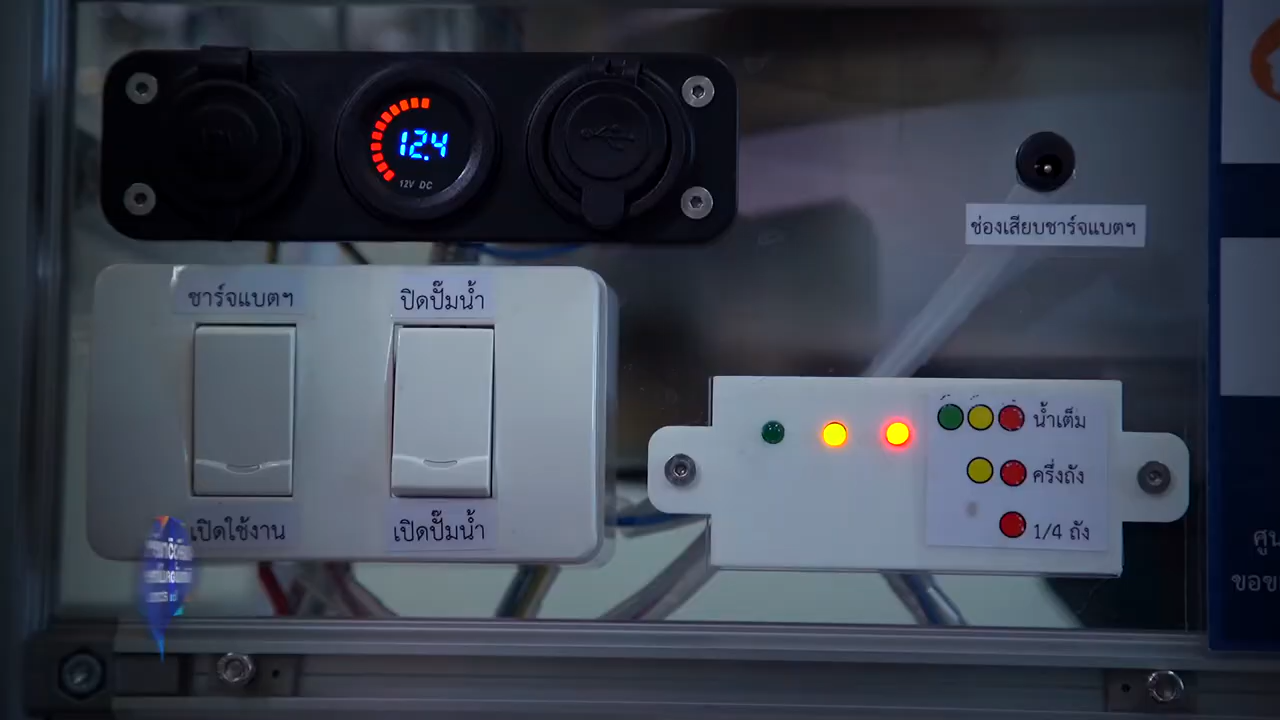 12.4
12V DC
ช่องเสียบชาร์จแบตฯ
ชาร์จแบตฯ
ปิดปั๊มน้ำ
น้ำเต็ม
ครึ่งถัง
1/4 ถัง
เปิดใช้งาน
เปิดปั๊มน้ำ